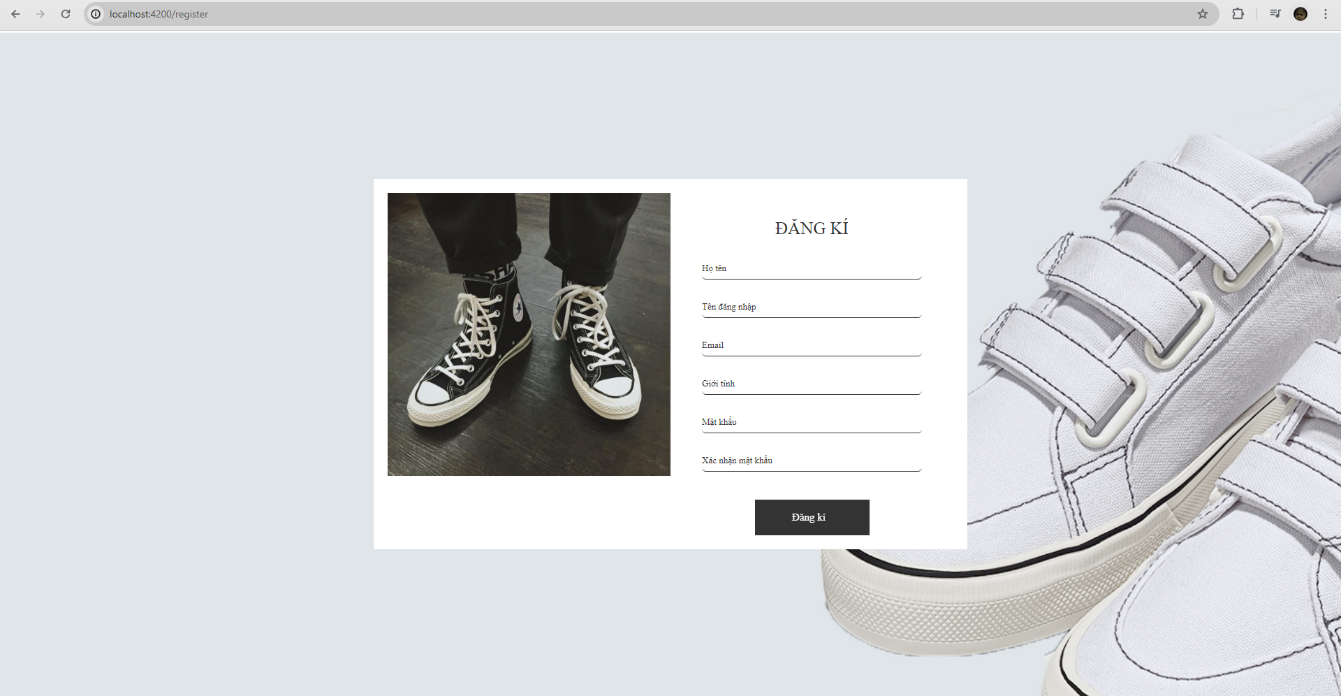 localhost:4200/register
ĐĂNG KÍ
Họ tên
Tên đăng nhập
Email
Giới tính
Mật khẩu
Xác nhận mật khẩu
Đăng kí